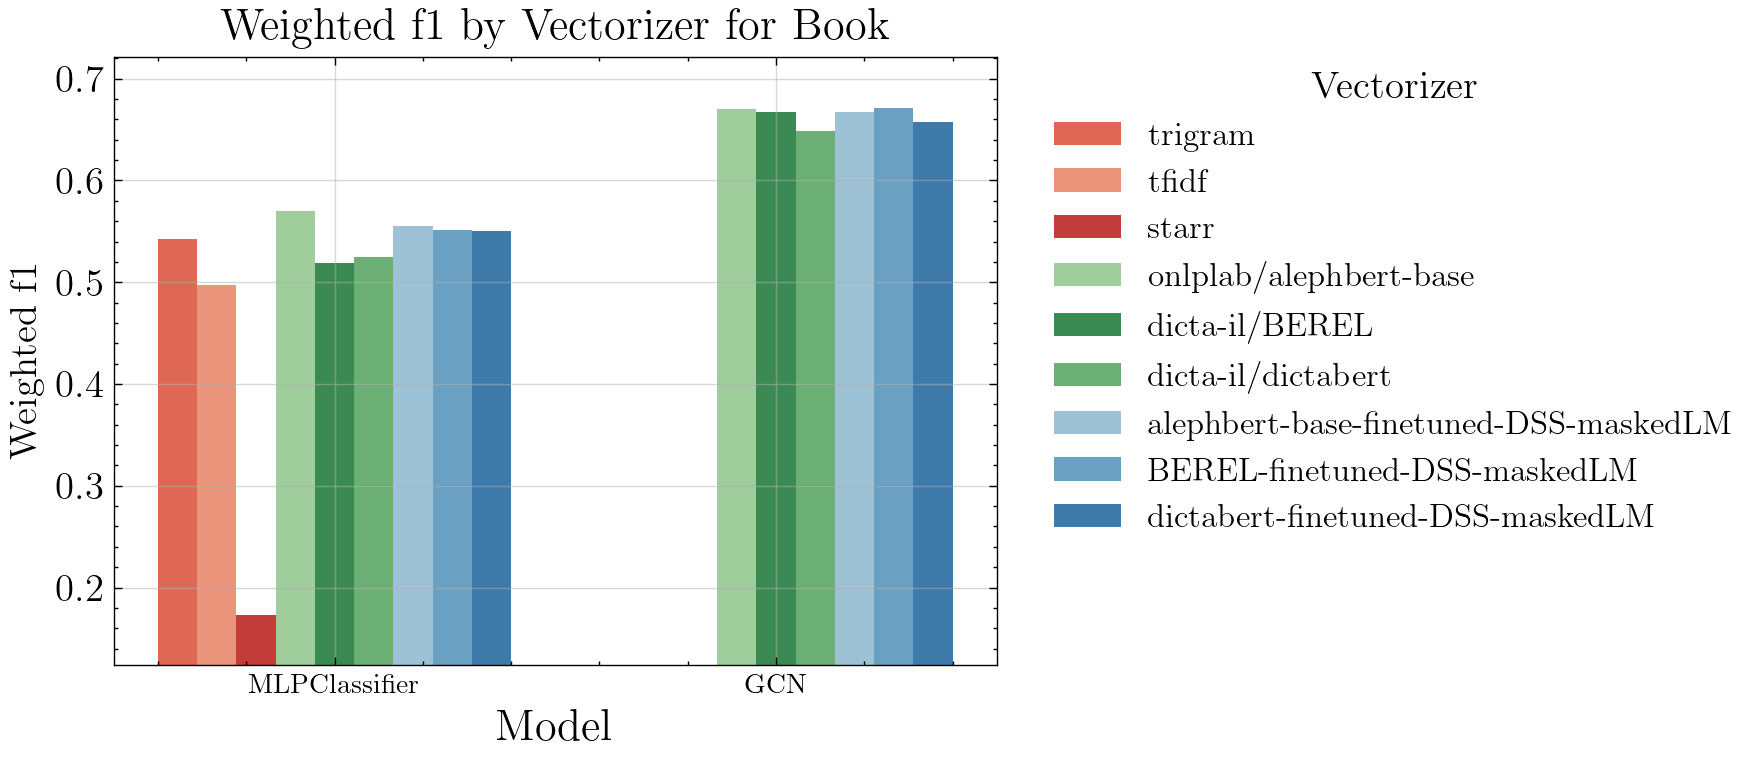 Weighted f1 by Vectorizer for Book
0.7
0.6
0.5
0.4
0.3
0.2
Weighted f1
MLPClassifier
GCN
Model
Vectorizer
trigram
tfidf
starr
onlplab/alephbert-base
dicta-il/BEREL
dicta-il/dictabert
alephbert-base-finetuned-DSS-maskedLM
BEREL-finetuned-DSS-maskedLM
dictabert-finetuned-DSS-maskedLM